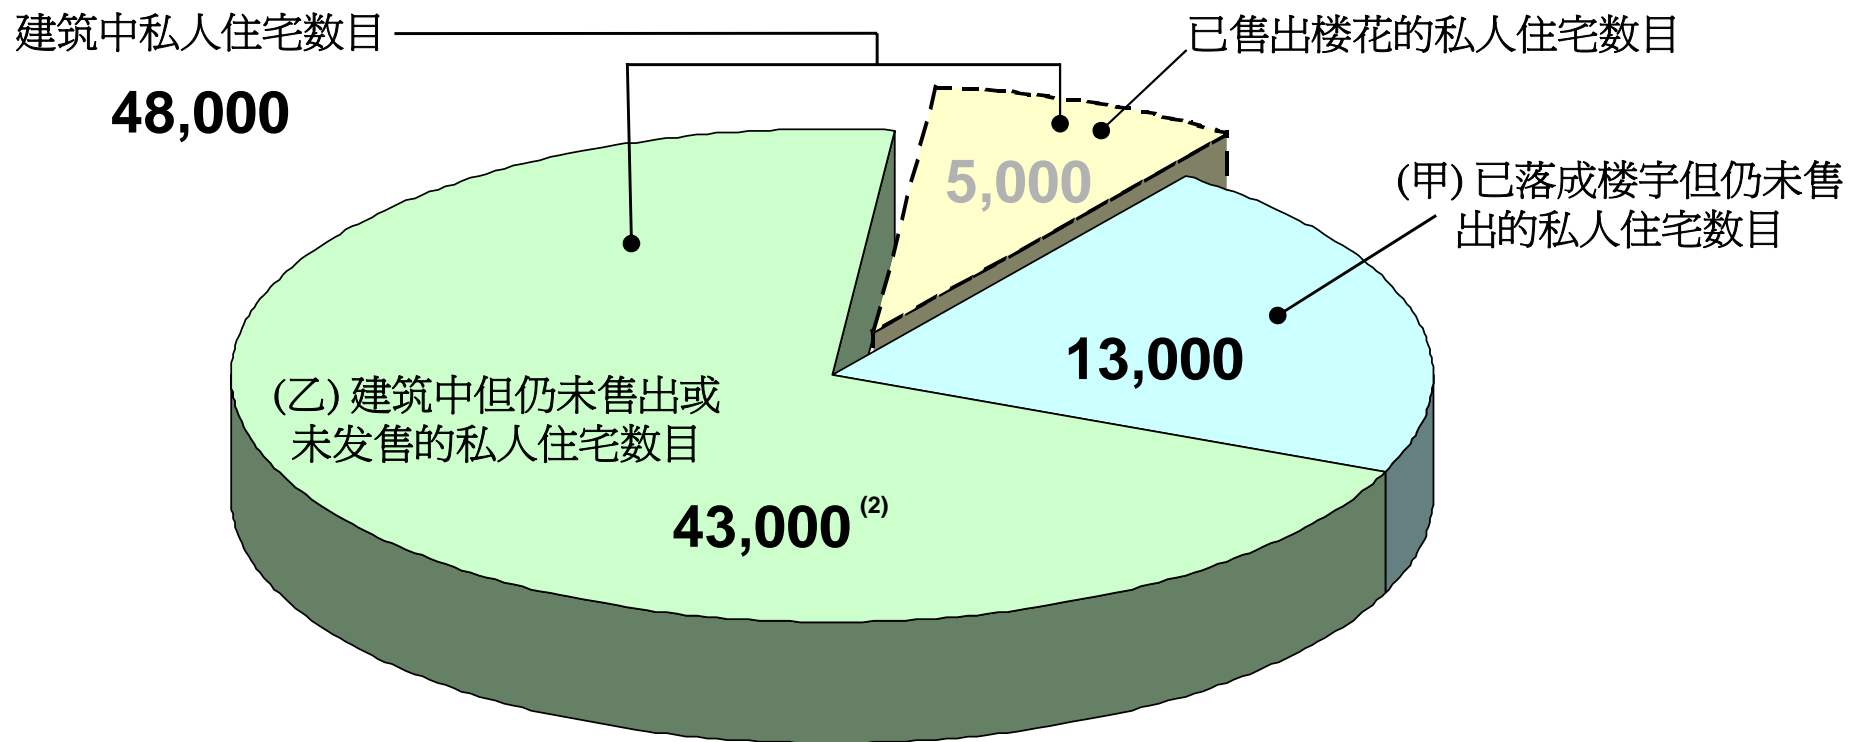 建筑中私人住宅数目
48,000
已售出楼花的私人住宅数目
5,000
(甲) 已落成楼宇但仍未售
出的私人住宅数目
13,000
(乙) 建筑中但仍未售出或
未发售的私人住宅数目
43,000 (2)